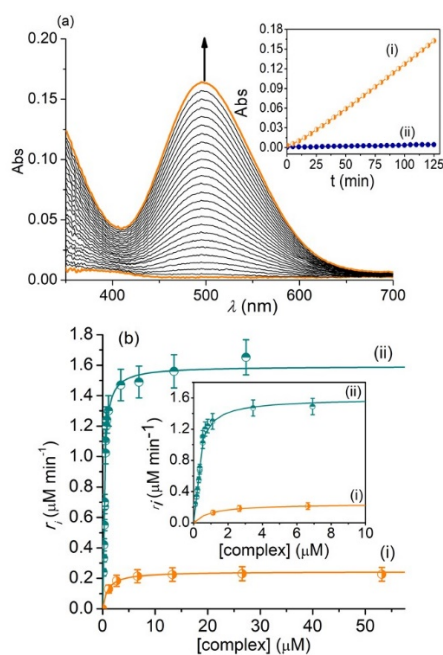 (a)
Abs
0.20
0.15
0.10
0.05
0.00
400 500 600 700
λ (nm)
Abs
0.18
0.15
0.12
0.09
0.06
0.03
0.00
0 25 50 75 100 125
t (min)
(i)
(ii)
(b)
rᵢ (μM min⁻¹)
1.8
1.6
1.4
1.2
1.0
0.8
0.6
0.4
0.2
0.0
0 10 20 30 40 50
[complex] (μM)
(ii)
(i)
rᵢ (μM min−1)
1.8
1.2
0.6
0.0
0 2 4 6 8 10
[complex] (μM)
(ii)
(i)